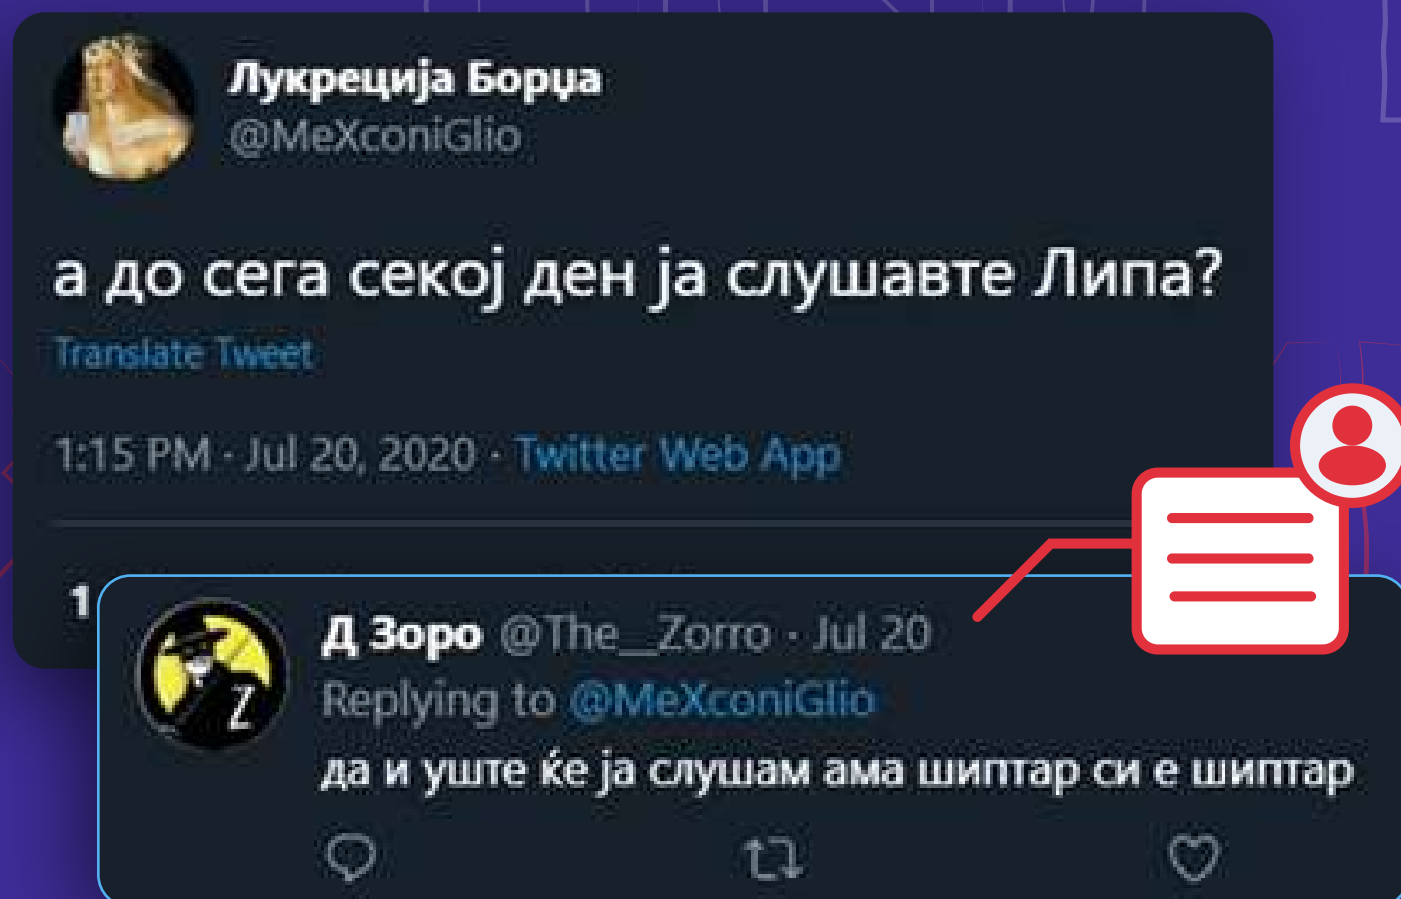 Лукреција Борџа
@MeXconiGlio
а до сега секој ден ја слушавте Липа?
Translate Tweet
1:15 PM · Jul 20, 2020 · Twitter Web App
1
Д Зоро @The__Zorro · Jul 20
Replying to @MeXconiGlio
да и уште ќе ја слушам ама шиптар си е шиптар